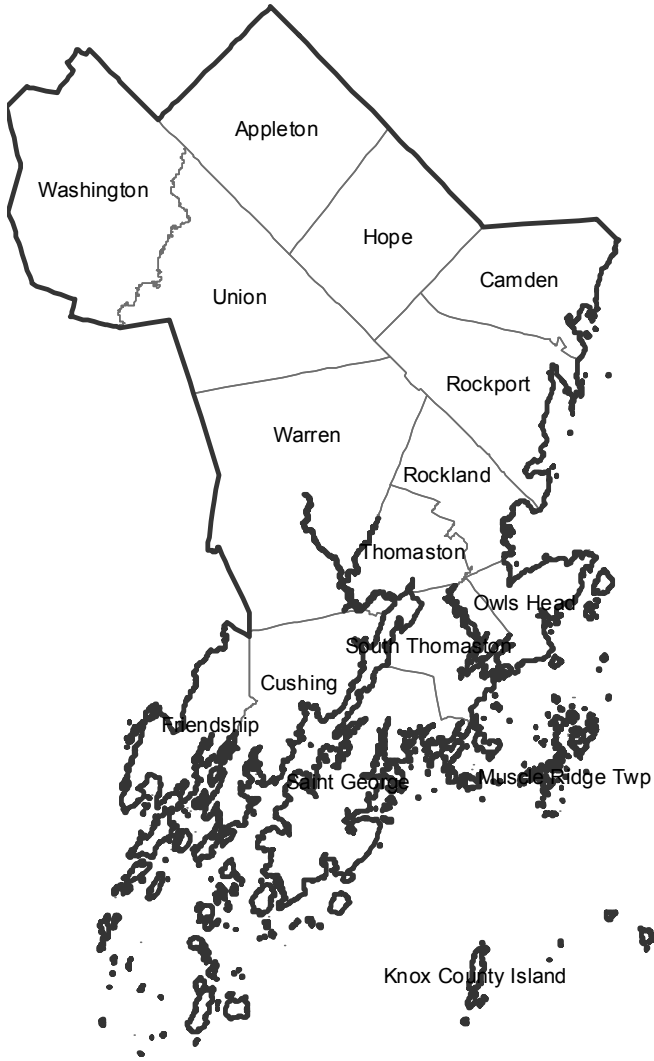 Appleton
Washington
Hope
Camden
Union
Rockport
Warren
Rockland
Thomaston
Owls Head
South Thomaston
Cushing
Friendship
Saint George
Muscle Ridge Twp
Knox County Island